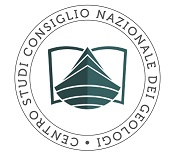 CENTRO STUDI CONSIGLIO NAZIONALE DEI GEOLOGI •